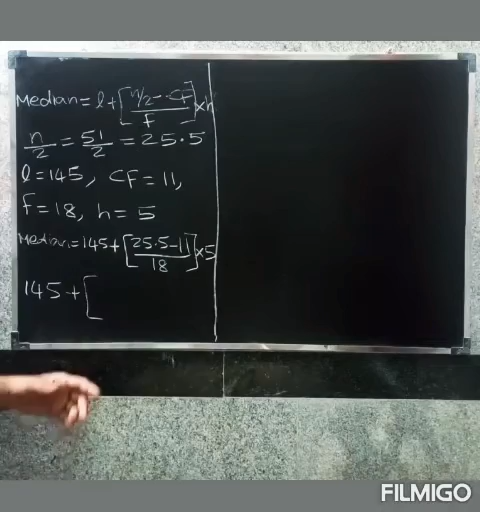 Median = l + [n/2 - CF / f] × h
n/2 = 51/2 = 25.5
l = 145, CF = 11,
f = 18, h = 5
Median = 145 + [25.5 - 11 / 18] × 5
145 + [
FILMIGO